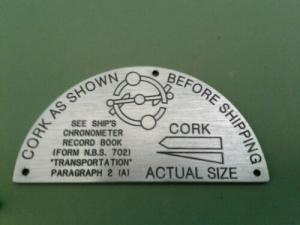 CORK AS SHOWN BEFORE SHIPPING
SEE SHIP'S
CHRONOMETER
RECORD BOOK
(FORM N.B.S. 702)
"TRANSPORTATION"
PARAGRAPH 2 (A)
CORK
ACTUAL SIZE